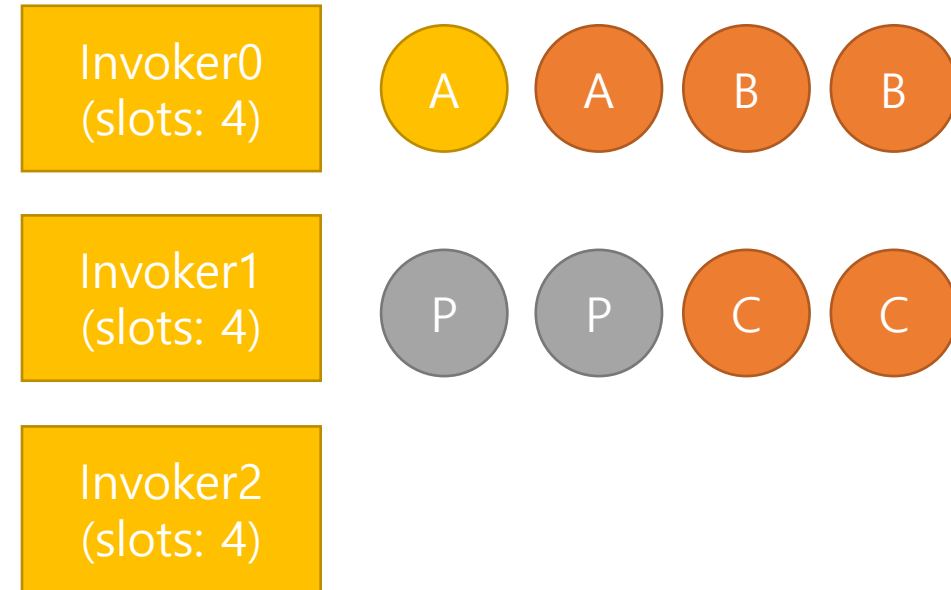 Invoker0
(slots: 4)
A A B B
Invoker1
(slots: 4)
P P C C
Invoker2
(slots: 4)